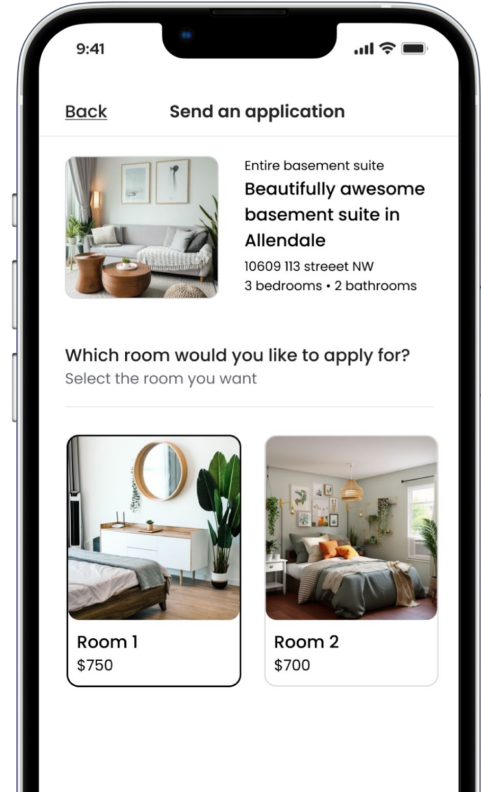 9:41
Back
Send an application
Entire basement suite
Beautifully awesome
basement suite in
Allendale
10609 113 streeet NW
3 bedrooms • 2 bathrooms
Which room would you like to apply for?
Select the room you want
Room 1
$750
Room 2
$700